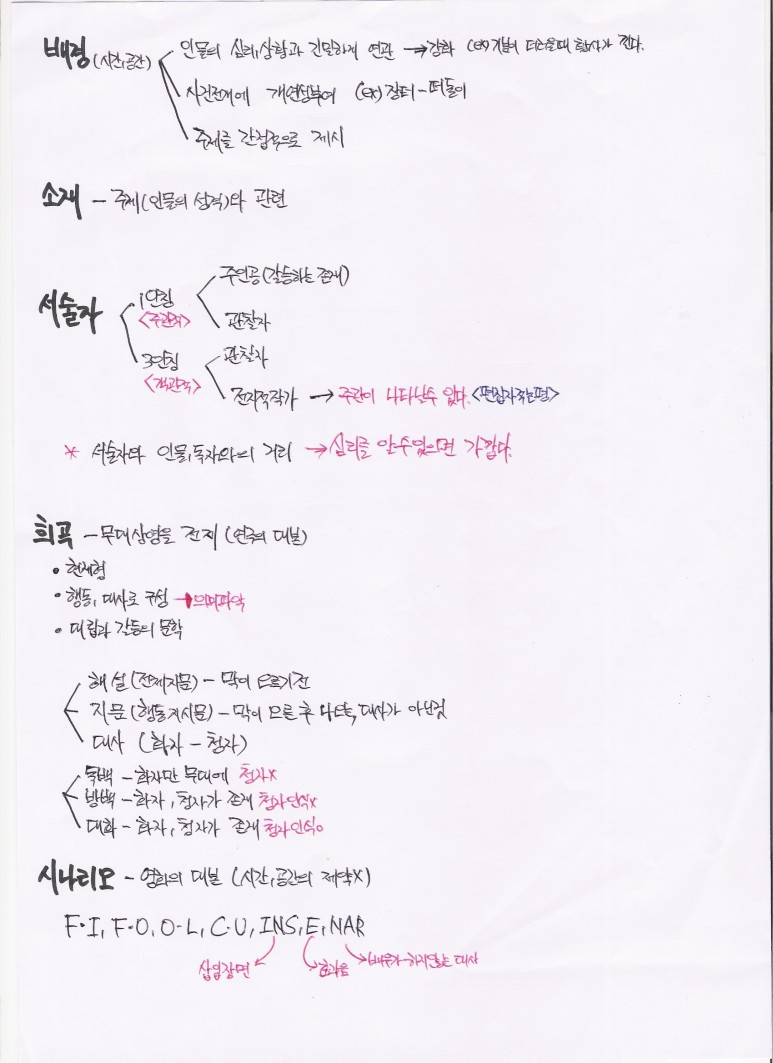 배경(시간,공간) 인물의 심리,상황과 긴밀하게 연관 → 강화 (ex) 기분이 더러울때 천사가 진다.
사건전개에 개연성부여 (ex) 장터 - 떠돌이
주제를 간접적으로 제시
소재 - 주제(인물의 성격)와 관련
서술자
1인칭 <주관적>
주인공(갈등하는 존재)
관찰자
3인칭 <객관적>
관찰자
전지적작가 → 주관이 나타날수 있다. <편집자적논평>
* 서술자와 인물,독자와의 거리 → 심리를 알수있으면 가깝다.
희곡 - 무대상영을 전제 (연극의 대본)
• 현재형
• 행동, 대사로 구성 → 의미파악
• 대립과 갈등의 문학
해설(전체지문) - 막이 오르기전
지문(행동지시문) - 막이 오른 후 나오는, 대사가 아닌것
대사 (화자 - 청자)
독백 - 화자만 무대에 청자x
방백 - 화자, 청자가 존재 청자인식x
대화 - 화자, 청자가 존재 청자인식o
시나리오 - 영화의 대본 (시간,공간의 제약x)
F·I, F·O, O·L, C·U, INS, E, NAR
삽입장면 효과음 배우가 하지않는 대사